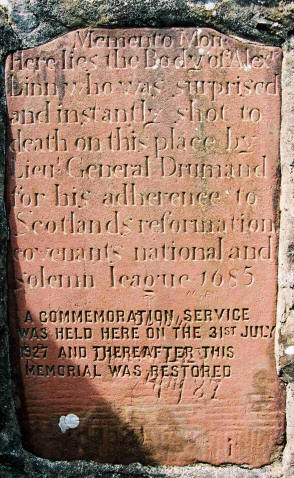 Memento Mori
Here lies the Body of Alexr
Linn who was surprised
and instantly shot to
death on this place by
Lieut General Drumand
for his adherence to
Scotlands reformation
covenants national and
solemn league 1685
A COMMEMORATION SERVICE
WAS HELD HERE ON THE 31ST JULY
1927 AND THEREAFTER THIS
MEMORIAL WAS RESTORED